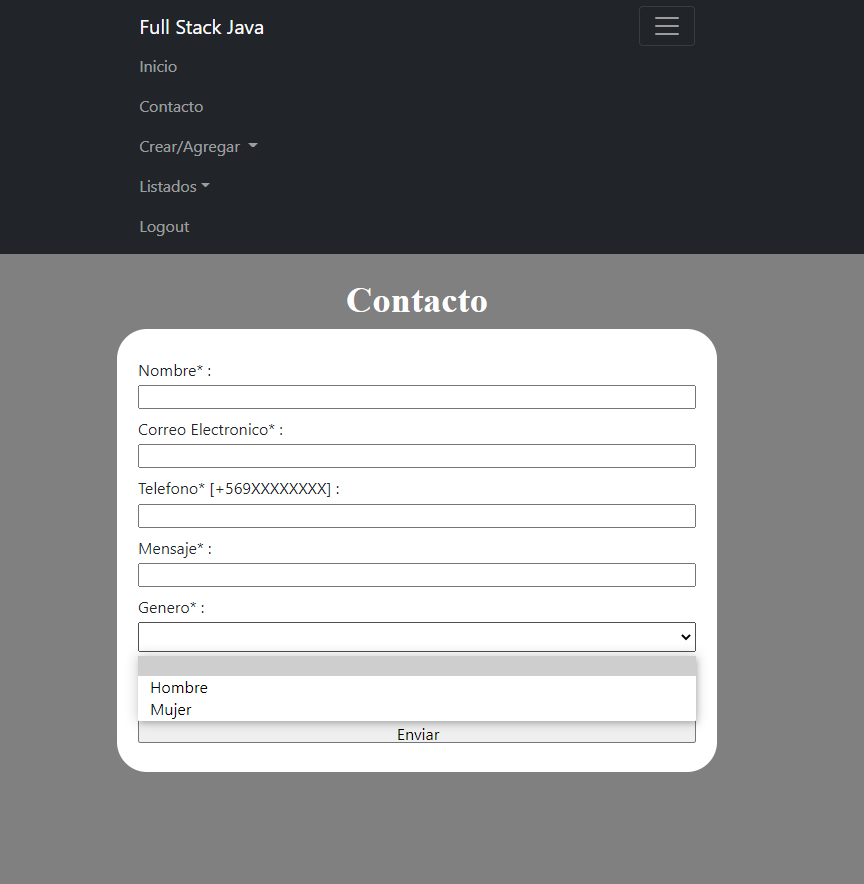 Full Stack Java
Inicio
Contacto
Crear/Agregar
Listados
Logout
Contacto
Nombre* :
Correo Electronico* :
Telefono* [+569XXXXXXXX] :
Mensaje* :
Genero* :
Hombre
Mujer
Enviar